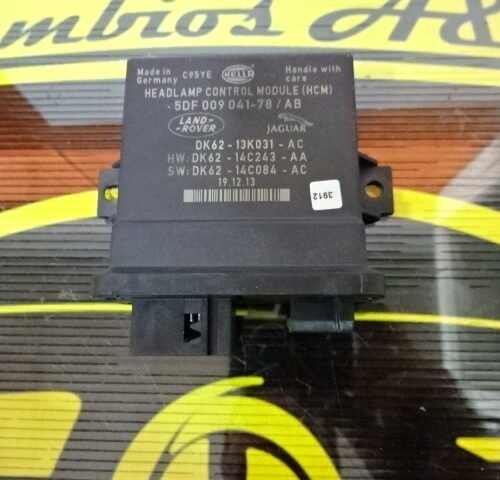 mbios A&
Made in Germany
C95YE
HELLA
Handle with care
HEADLAMP CONTROL MODULE (HCM)
5DF 009 041-78 / AB
LAND-ROVER
JAGUAR
DK62 - 13K031 - AC
HW: DK62 - 14C243 - AA
SW: DK62 - 14C084 - AC
19.12.13
3912